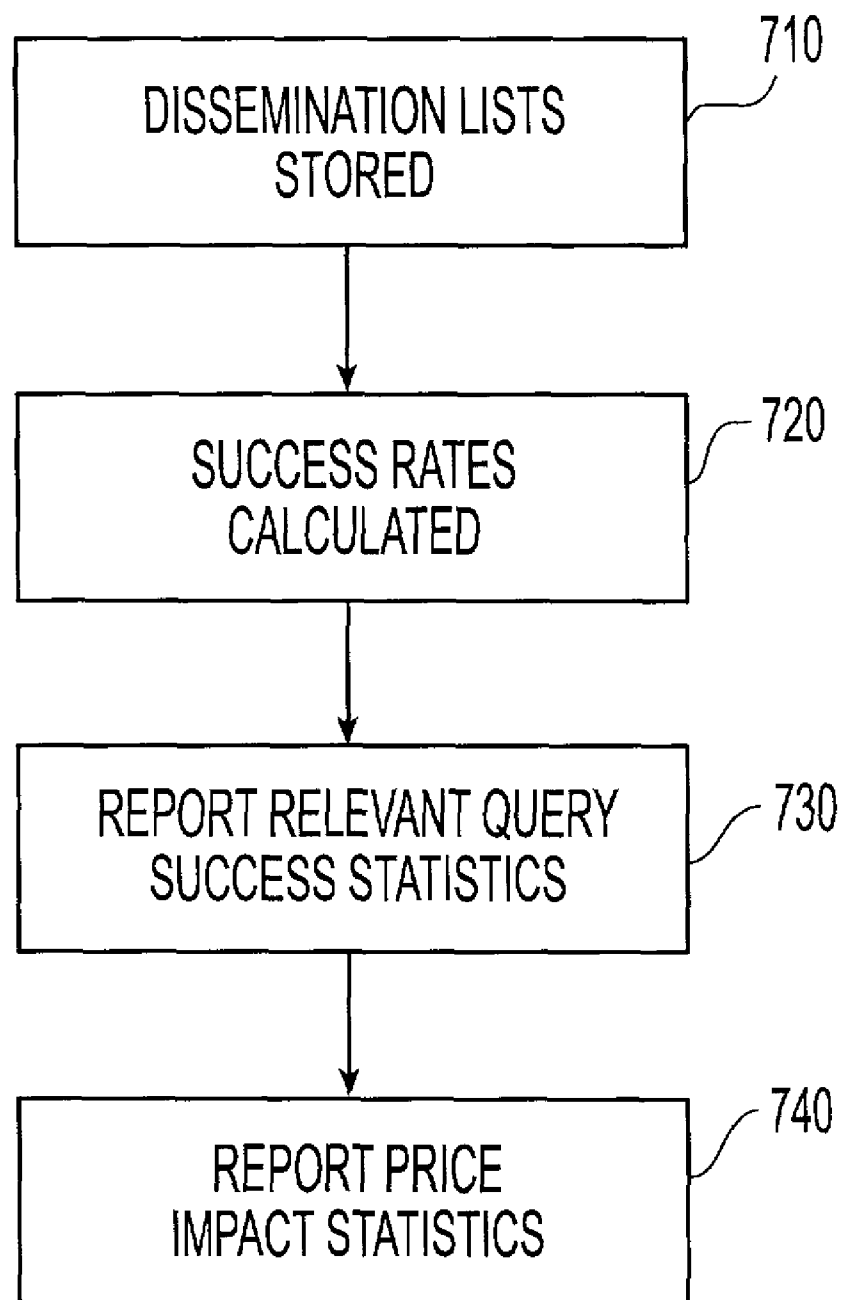 710
DISSEMINATION LISTS
STORED
720
SUCCESS RATES
CALCULATED
730
REPORT RELEVANT QUERY
SUCCESS STATISTICS
740
REPORT PRICE
IMPACT STATISTICS